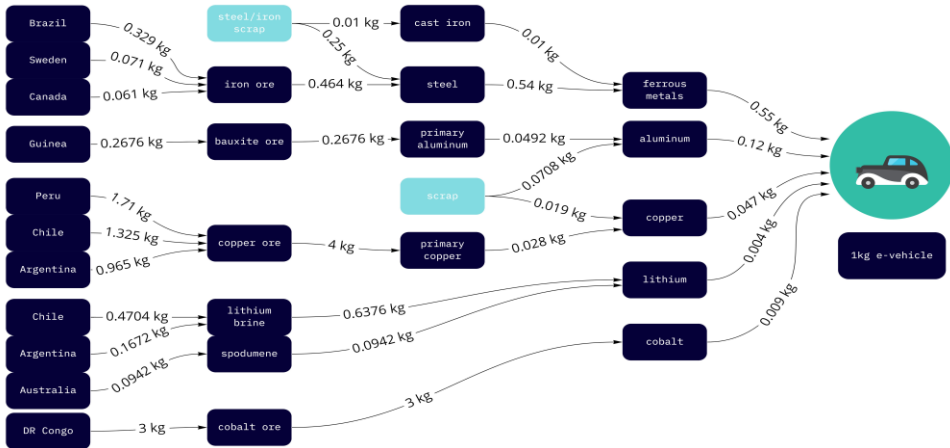 Brazil
0.329 kg
steel/iron
scrap
0.01 kg
cast iron
0.01 kg
Sweden
0.071 kg
0.25 kg
Canada
0.061 kg
iron ore
0.464 kg
steel
0.54 kg
ferrous
metals
0.55 kg
Guinea
0.2676 kg
bauxite ore
0.2676 kg
primary
aluminum
0.0492 kg
aluminum
0.12 kg
0.0708 kg
Peru
1.71 kg
scrap
0.019 kg
copper
0.047 kg
Chile
1.325 kg
copper ore
4 kg
primary
copper
0.028 kg
Argentina
0.965 kg
lithium
0.004 kg
1kg e-vehicle
Chile
0.4704 kg
lithium
brine
0.6376 kg
0.009 kg
Argentina
0.1672 kg
spodumene
0.0942 kg
cobalt
Australia
0.0942 kg
3 kg
DR Congo
3 kg
cobalt ore